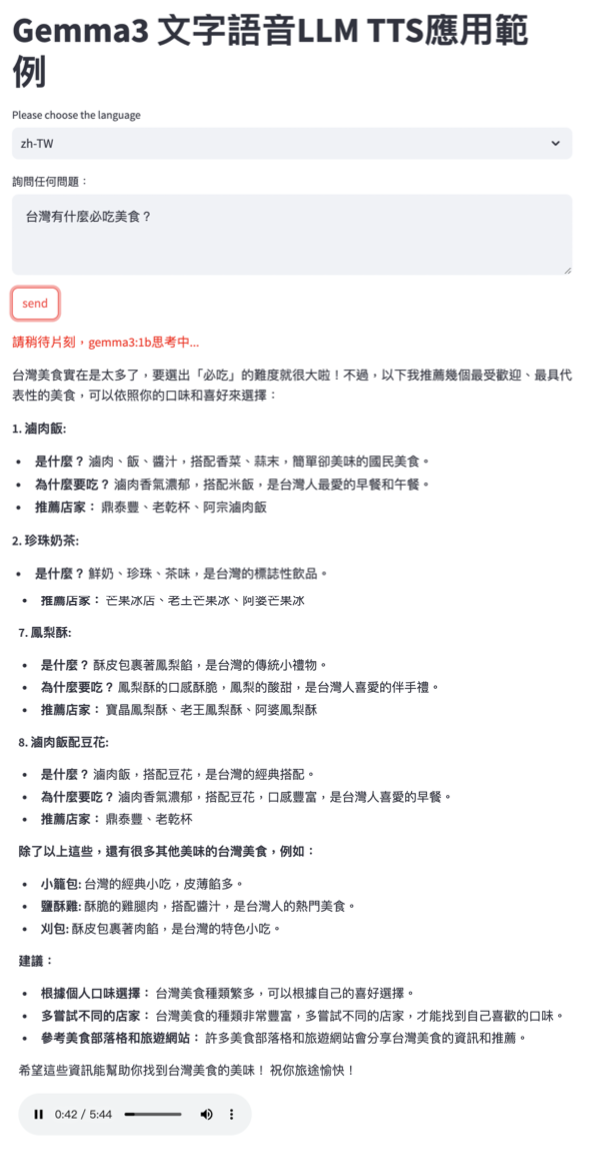 Gemma3 文字語音LLM TTS應用範
例
Please choose the language
zh-TW
詢問任何問題：
台灣有什麼必吃美食？
send
請稍待片刻，gemma3:1b思考中...
台灣美食實在是太多了，要選出「必吃」的難度就很大啦！不過，以下我推薦幾個最受歡迎、最具代
表性的美食，可以依照你的口味和喜好來選擇：
1. 滷肉飯:
• 是什麼？ 滷肉、飯、醬汁，搭配香菜、蒜末，簡單卻美味的國民美食。
• 為什麼要吃？ 滷肉香氣濃郁，搭配米飯，是台灣人最愛的早餐和午餐。
• 推薦店家： 鼎泰豐、老乾杯、阿宗滷肉飯
2. 珍珠奶茶:
• 是什麼？ 鮮奶、珍珠、茶味，是台灣的標誌性飲品。
• 推薦店家： 芒果冰店、老王芒果冰、阿婆芒果冰
7. 鳳梨酥:
• 是什麼？ 酥皮包裹著鳳梨餡，是台灣的傳統小禮物。
• 為什麼要吃？ 鳳梨酥的口感酥脆，鳳梨的酸甜，是台灣人喜愛的伴手禮。
• 推薦店家： 寶晶鳳梨酥、老王鳳梨酥、阿婆鳳梨酥
8. 滷肉飯配豆花:
• 是什麼？ 滷肉飯，搭配豆花，是台灣的經典搭配。
• 為什麼要吃？ 滷肉香氣濃郁，搭配豆花，口感豐富，是台灣人喜愛的早餐。
• 推薦店家： 鼎泰豐、老乾杯
除了以上這些，還有很多其他美味的台灣美食，例如：
• 小籠包: 台灣的經典小吃，皮薄餡多。
• 鹽酥雞: 酥脆的雞腿肉，搭配醬汁，是台灣人的熱門美食。
• 刈包: 酥皮包裹著肉餡，是台灣的特色小吃。
建議：
• 根據個人口味選擇： 台灣美食種類繁多，可以根據自己的喜好選擇。
• 多嘗試不同的店家： 台灣美食的種類非常豐富，多嘗試不同的店家，才能找到自己喜歡的口味。
• 參考美食部落格和旅遊網站： 許多美食部落格和旅遊網站會分享台灣美食的資訊和推薦。
希望這些資訊能幫助你找到台灣美食的美味！ 祝你旅途愉快！
0:42 / 5:44